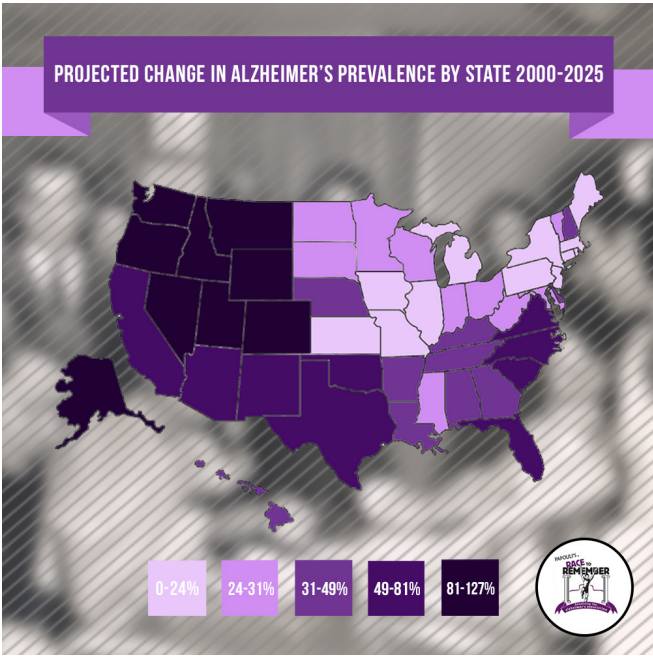 PROJECTED CHANGE IN ALZHEIMER'S PREVALENCE BY STATE 2000-2025
0-24%
24-31%
31-49%
49-81%
81-127%
RACE TO
REMEMBER